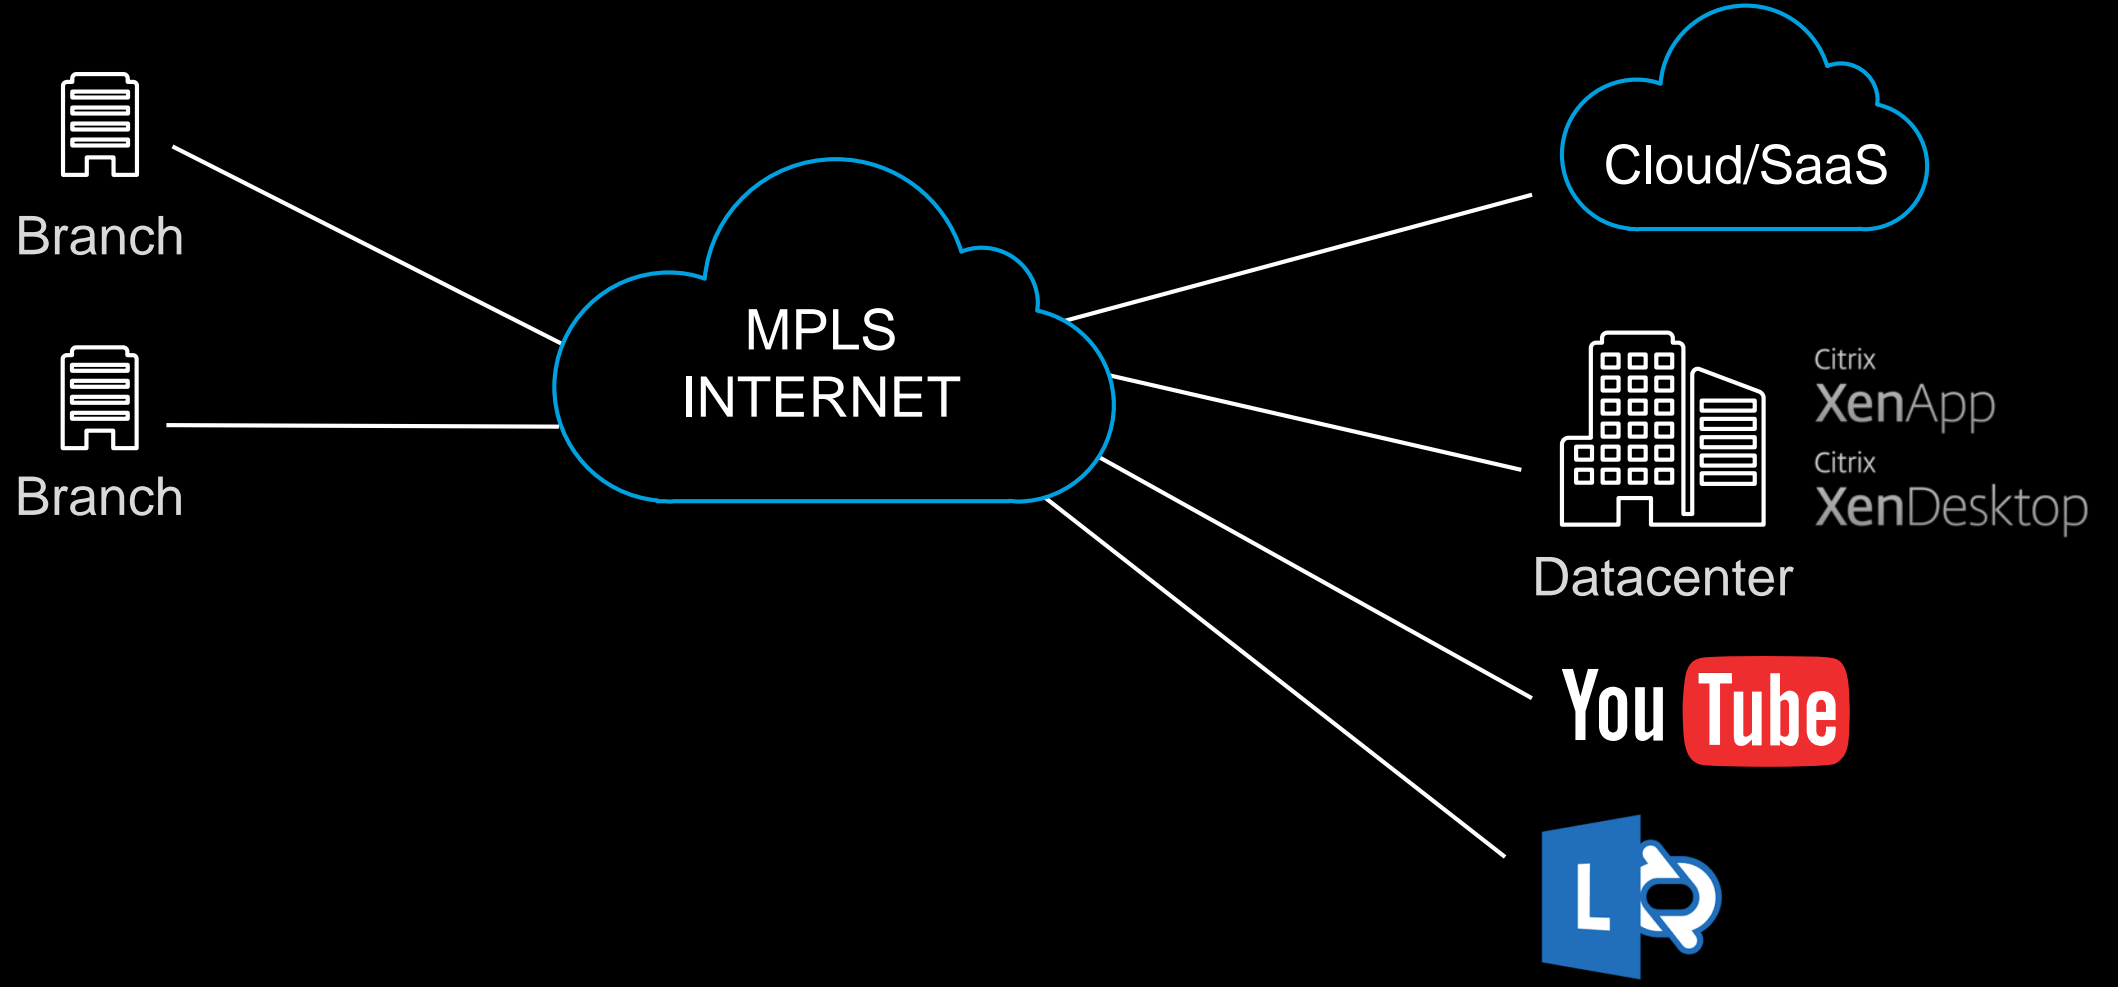 Branch
Branch
MPLS
INTERNET
Cloud/SaaS
Citrix
XenApp
Citrix
XenDesktop
Datacenter
YouTube
L